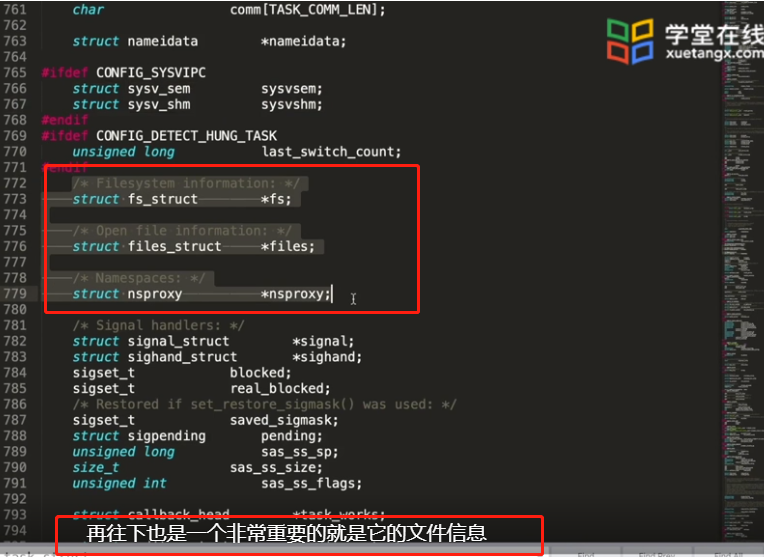 761 char comm[TASK_COMM_LEN];
762
763 struct nameidata *nameidata;
764
765 #ifdef CONFIG_SYSVIPC
766 struct sysv_sem sysvsem;
767 struct sysv_shm sysvshm;
768 #endif
769 #ifdef CONFIG_DETECT_HUNG_TASK
770 unsigned long last_switch_count;
771 #endif
772 /* Filesystem information: */
773 struct fs_struct *fs;
774
775 /* Open file information: */
776 struct files_struct *files;
777
778 /* Namespaces: */
779 struct nsproxy *nsproxy;
780
781 /* Signal handlers: */
782 struct signal_struct *signal;
783 struct sighand_struct *sighand;
784 sigset_t blocked;
785 sigset_t real_blocked;
786 /* Restored if set_restore_sigmask() was used: */
787 sigset_t saved_sigmask;
788 struct sigpending pending;
789 unsigned long sas_ss_sp;
790 size_t sas_ss_size;
791 unsigned int sas_ss_flags;
792
793 struct callback_head *task_works;
794
学堂在线
xuetangx.com
再往下也是一个非常重要的就是它的文件信息
Find
Find Prev
Find All